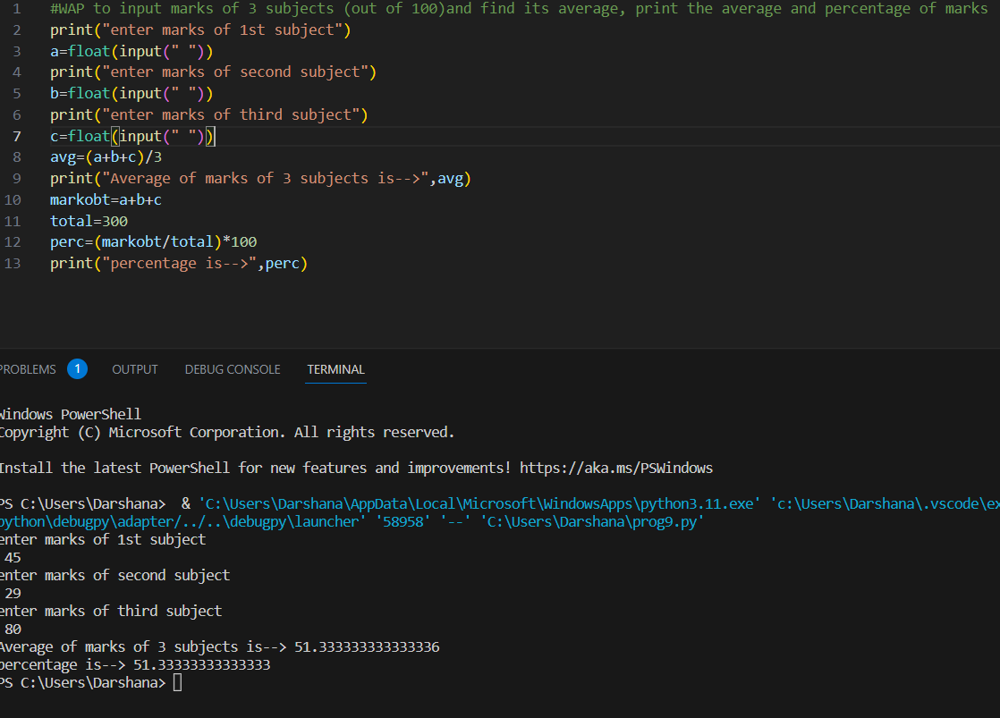 1 #WAP to input marks of 3 subjects (out of 100)and find its average, print the average and percentage of marks
2 print("enter marks of 1st subject")
3 a=float(input(" "))
4 print("enter marks of second subject")
5 b=float(input(" "))
6 print("enter marks of third subject")
7 c=float(input(" "))
8 avg=(a+b+c)/3
9 print("Average of marks of 3 subjects is-->",avg)
10 markobt=a+b+c
11 total=300
12 perc=(markobt/total)*100
13 print("percentage is-->",perc)
PROBLEMS 1 OUTPUT DEBUG CONSOLE TERMINAL
Windows PowerShell
Copyright (C) Microsoft Corporation. All rights reserved.
Install the latest PowerShell for new features and improvements! https://aka.ms/PSWindows
PS C:\Users\Darshana>  & 'C:\Users\Darshana\AppData\Local\Microsoft\WindowsApps\python3.11.exe' 'c:\Users\Darshana\.vscode\ex
python\debugpy\adapter/../..\debugpy\launcher' '58958' '--' 'C:\Users\Darshana\prog9.py'
enter marks of 1st subject
45
enter marks of second subject
29
enter marks of third subject
80
Average of marks of 3 subjects is--> 51.333333333333336
percentage is--> 51.33333333333333
PS C:\Users\Darshana>